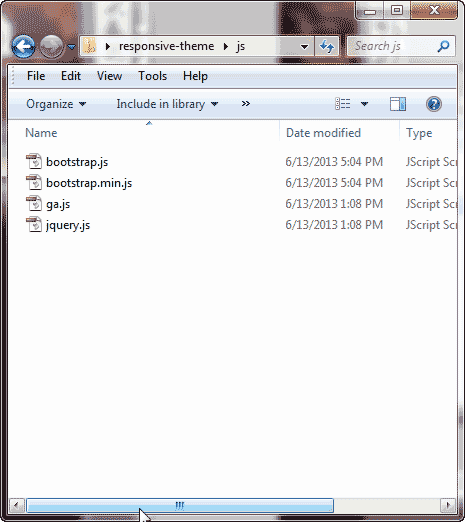 responsive-theme js Search js
File Edit View Tools Help
Organize Include in library »
Name Date modified Type
bootstrap.js 6/13/2013 5:04 PM JScript Scr
bootstrap.min.js 6/13/2013 5:04 PM JScript Scr
ga.js 6/13/2013 1:08 PM JScript Scr
jquery.js 6/13/2013 1:08 PM JScript Scr